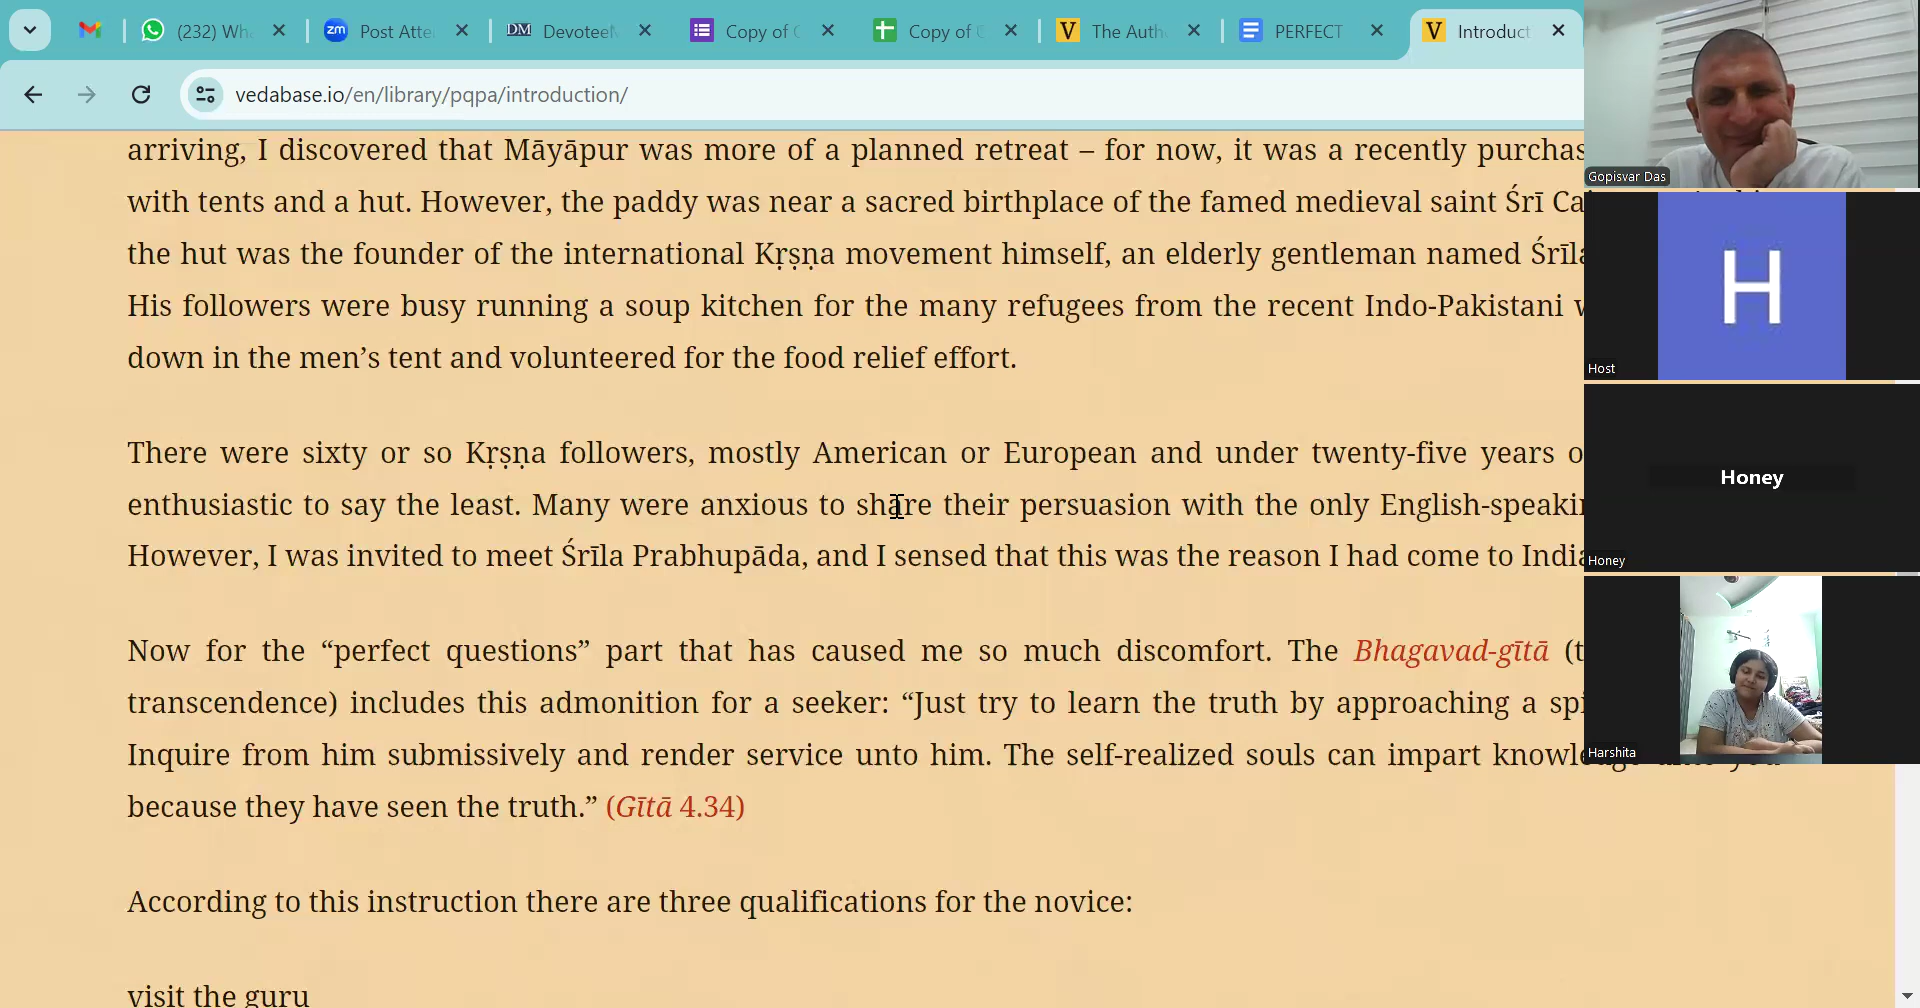 (232) Wh
Post Atte
DM Devotee
Copy of
Copy of
The Auth
PERFECT
Introduct
vedabase.io/en/library/pqpa/introduction/
arriving, I discovered that Māyāpur was more of a planned retreat – for now, it was a recently purchas
with tents and a hut. However, the paddy was near a sacred birthplace of the famed medieval saint Śrī Ca
the hut was the founder of the international Kṛṣṇa movement himself, an elderly gentleman named Śrīla
His followers were busy running a soup kitchen for the many refugees from the recent Indo-Pakistani
down in the men’s tent and volunteered for the food relief effort.
There were sixty or so Kṛṣṇa followers, mostly American or European and under twenty-five years o
enthusiastic to say the least. Many were anxious to share their persuasion with the only English-speakin
However, I was invited to meet Śrīla Prabhupāda, and I sensed that this was the reason I had come to India
Now for the “perfect questions” part that has caused me so much discomfort. The Bhagavad-gītā (t
transcendence) includes this admonition for a seeker: “Just try to learn the truth by approaching a spi
Inquire from him submissively and render service unto him. The self-realized souls can impart knowledge unto you
because they have seen the truth.” (Gītā 4.34)
According to this instruction there are three qualifications for the novice:
visit the guru
Gopisvar Das
H
Host
Honey
Honey
Harshita